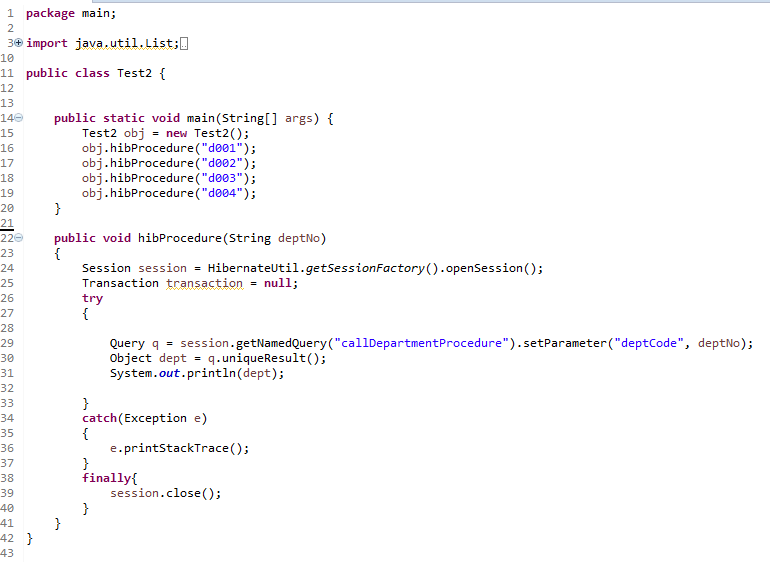 1 package main;
2
3 import java.util.List;
10
11 public class Test2 {
12
13
14     public static void main(String[] args) {
15         Test2 obj = new Test2();
16         obj.hibProcedure("d001");
17         obj.hibProcedure("d002");
18         obj.hibProcedure("d003");
19         obj.hibProcedure("d004");
20     }
21
22     public void hibProcedure(String deptNo)
23     {
24         Session session = HibernateUtil.getSessionFactory().openSession();
25         Transaction transaction = null;
26         try
27         {
28
29             Query q = session.getNamedQuery("callDepartmentProcedure").setParameter("deptCode", deptNo);
30             Object dept = q.uniqueResult();
31             System.out.println(dept);
32
33         }
34         catch(Exception e)
35         {
36             e.printStackTrace();
37         }
38         finally{
39             session.close();
40         }
41     }
42 }
43